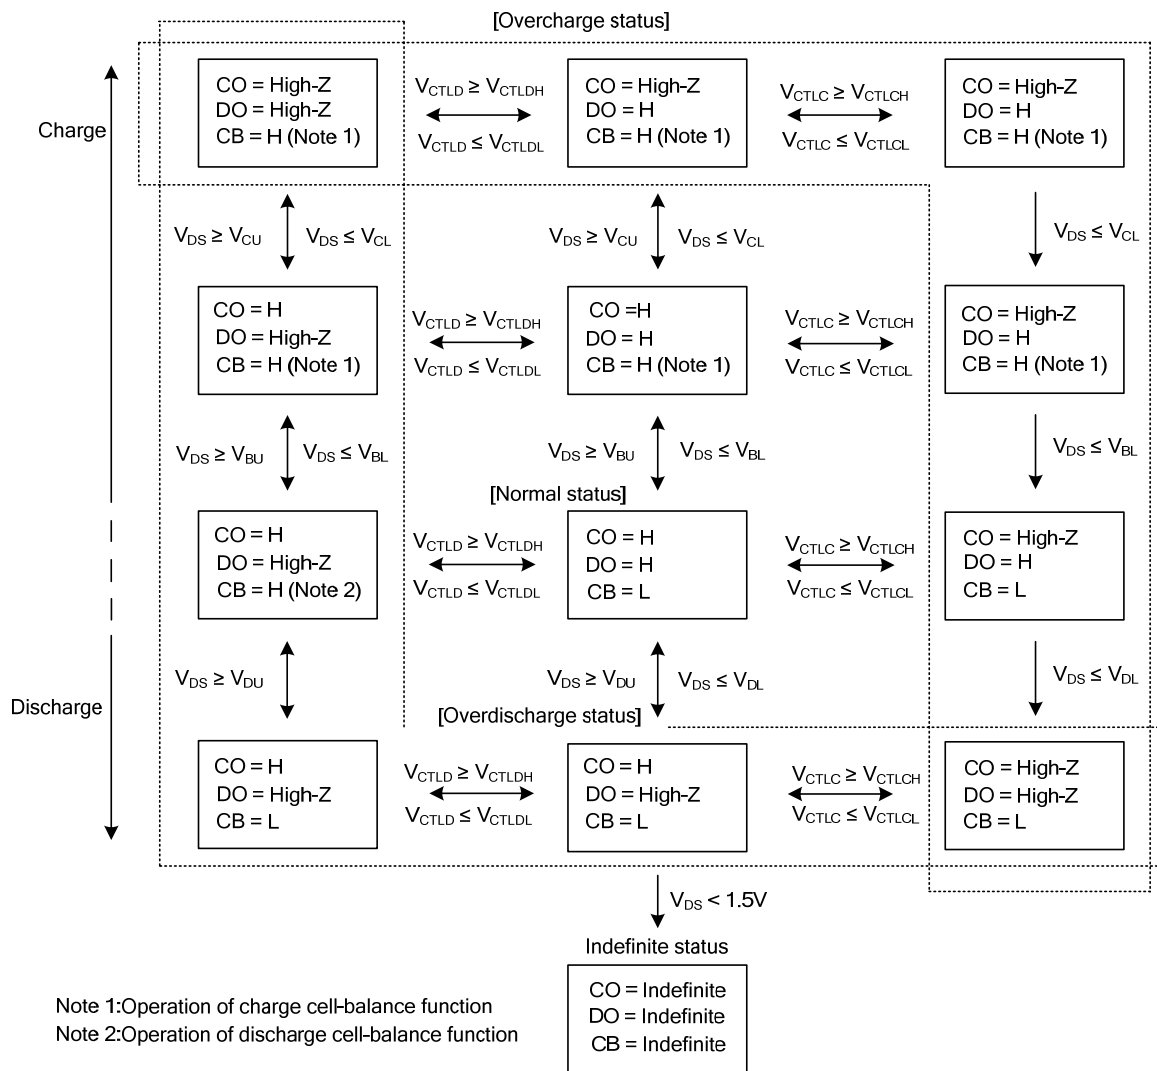 [Overcharge status]
Charge
CO = High-Z
DO = High-Z
CB = H (Note 1)
VCTLD ≥ VCTLDH
VCTLD ≤ VCTLDL
CO = High-Z
DO = H
CB = H (Note 1)
VCTLC ≥ VCTLCH
VCTLC ≤ VCTLCL
CO = High-Z
DO = H
CB = H (Note 1)
VDS ≥ VCU
VDS ≤ VCL
VDS ≥ VCU
VDS ≤ VCL
VDS ≤ VCL
CO = H
DO = High-Z
CB = H (Note 1)
VCTLD ≥ VCTLDH
VCTLD ≤ VCTLDL
CO =H
DO = H
CB = H (Note 1)
VCTLC ≥ VCTLCH
VCTLC ≤ VCTLCL
CO = High-Z
DO = H
CB = H (Note 1)
VDS ≥ VBU
VDS ≤ VBL
VDS ≥ VBU
VDS ≤ VBL
VDS ≤ VBL
[Normal status]
CO = H
DO = High-Z
CB = H (Note 2)
VCTLD ≥ VCTLDH
VCTLD ≤ VCTLDL
CO = H
DO = H
CB = L
VCTLC ≥ VCTLCH
VCTLC ≤ VCTLCL
CO = High-Z
DO = H
CB = L
VDS ≥ VDU
VDS ≥ VDU
VDS ≤ VDL
VDS ≤ VDL
Discharge
[Overdischarge status]
CO = H
DO = High-Z
CB = L
VCTLD ≥ VCTLDH
VCTLD ≤ VCTLDL
CO = H
DO = High-Z
CB = L
VCTLC ≥ VCTLCH
VCTLC ≤ VCTLCL
CO = High-Z
DO = High-Z
CB = L
VDS < 1.5V
Indefinite status
CO = Indefinite
DO = Indefinite
CB = Indefinite
Note 1:Operation of charge cell-balance function
Note 2:Operation of discharge cell-balance function